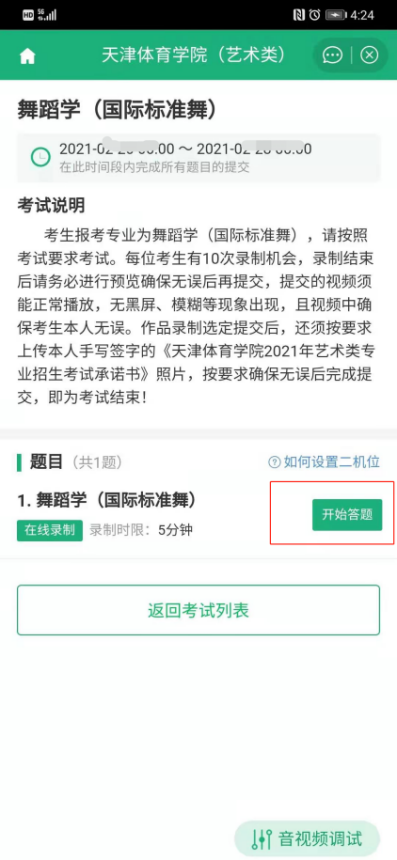 HD 5G 4:24
天津体育学院（艺术类）
舞蹈学（国际标准舞）
2021-02 00:00 ～ 2021-02 00:00
在此时间段内完成所有题目的提交
考试说明
考生报考专业为舞蹈学（国际标准舞），请按照
考试要求考试。每位考生有10次录制机会，录制结束
后请务必进行预览确保无误后再提交，提交的视频须
能正常播放，无黑屏、模糊等现象出现，且视频中确
保考生本人无误。作品录制选定提交后，还须按要求
上传本人手写签字的《天津体育学院2021年艺术类专
业招生考试承诺书》照片，按要求确保无误后完成提
交，即为考试结束！
题目（共1题） 如何设置二机位
1. 舞蹈学（国际标准舞）
开始答题
在线录制 录制时限：5分钟
返回考试列表
音视频调试